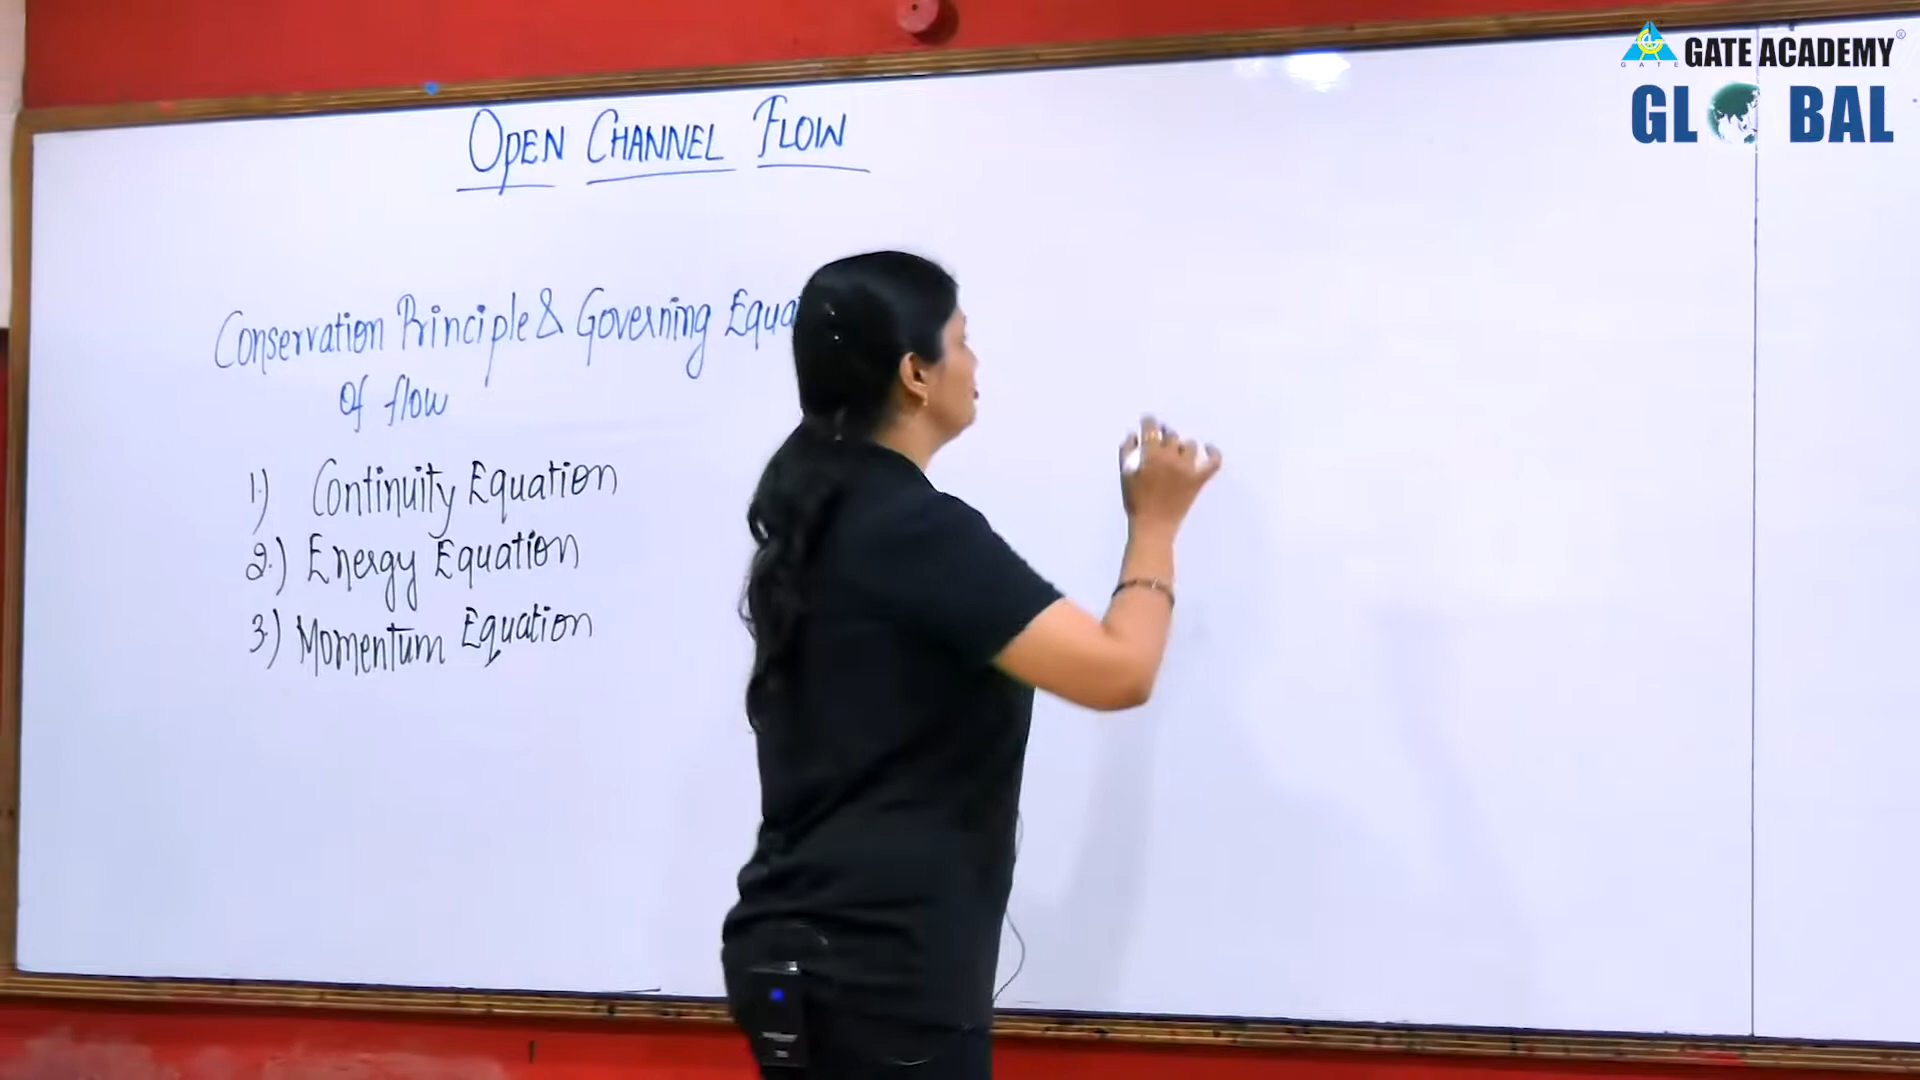 GATE ACADEMY®
GATE
GLOBAL
OPEN CHANNEL FLOW
Conservation Principle & Governing
of flow
1.) Continuity Equation
2.) Energy Equation
3.) Momentum Equation